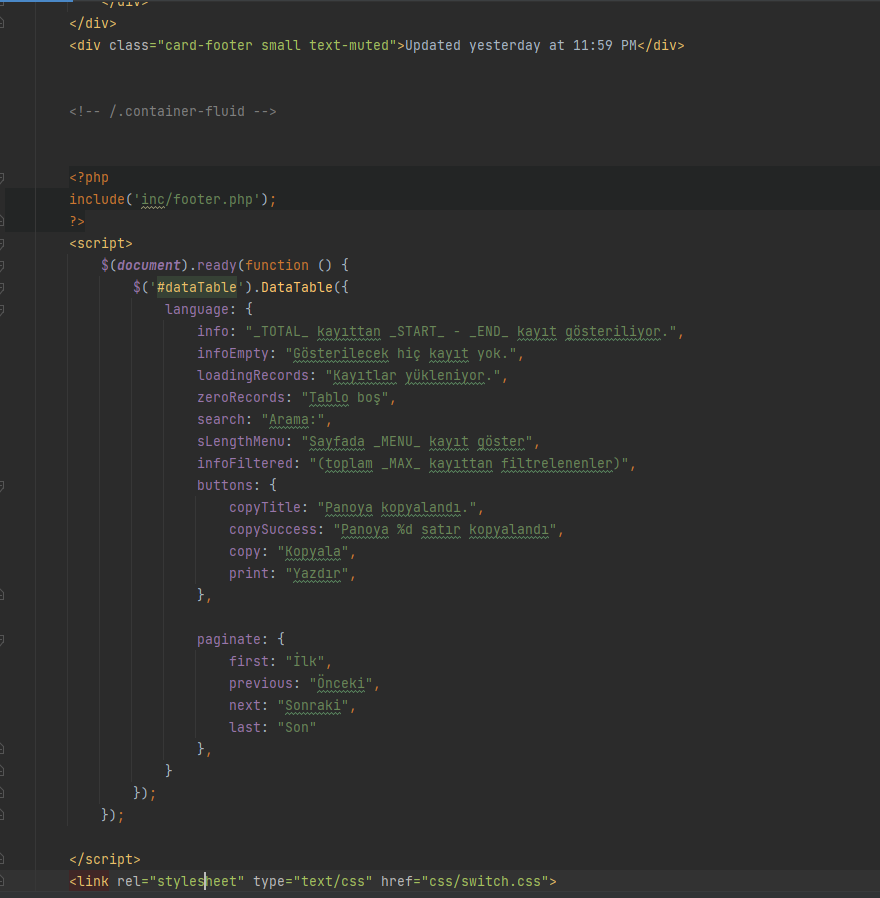 </div>
</div>
<div class="card-footer small text-muted">Updated yesterday at 11:59 PM</div>
<!-- /.container-fluid -->
<?php
include('inc/footer.php');
?>
<script>
$(document).ready(function () {
$('#dataTable').DataTable({
language: {
info: "_TOTAL_ kayıttan _START_ - _END_ kayıt gösteriliyor.",
infoEmpty: "Gösterilecek hiç kayıt yok.",
loadingRecords: "Kayıtlar yükleniyor.",
zeroRecords: "Tablo boş",
search: "Arama:",
sLengthMenu: "Sayfada _MENU_ kayıt göster",
infoFiltered: "(toplam _MAX_ kayıttan filtrelenenler)",
buttons: {
copyTitle: "Panoya kopyalandı.",
copySuccess: "Panoya %d satır kopyalandı",
copy: "Kopyala",
print: "Yazdır",
},
paginate: {
first: "İlk",
previous: "Önceki",
next: "Sonraki",
last: "Son"
},
}
});
});
</script>
<link rel="stylesheet" type="text/css" href="css/switch.css">